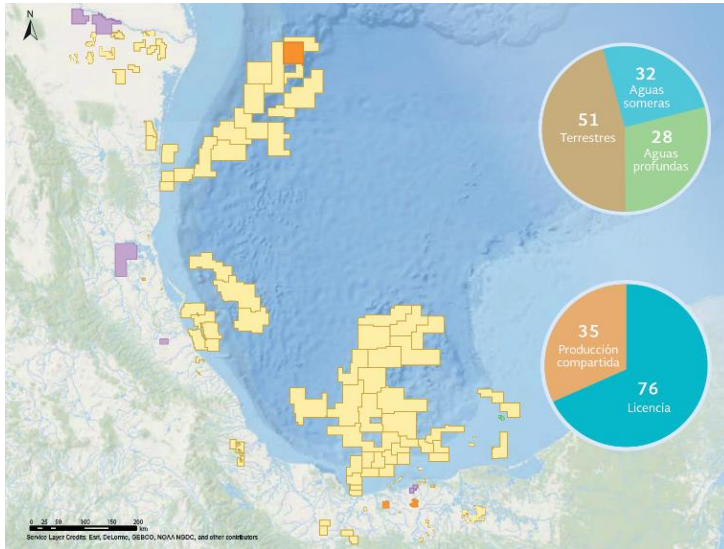 N
32
Aguas
someras
51
Terrestres
28
Aguas
profundas
35
Producción
compartida
76
Licencia
0 25 50 100 150 200
km
Service Layer Credits: Esri, DeLorme, GEBCO, NOAA NGDC, and other contributors